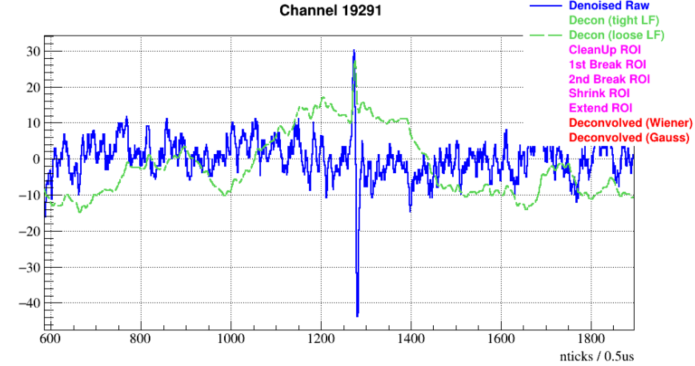 Channel 19291
Denoised Raw
Decon (tight LF)
Decon (loose LF)
CleanUp ROI
1st Break ROI
2nd Break ROI
Shrink ROI
Extend ROI
Deconvolved (Wiener)
Deconvolved (Gauss)
30
20
10
0
−10
−20
−30
−40
600 800 1000 1200 1400 1600 1800
nticks / 0.5us